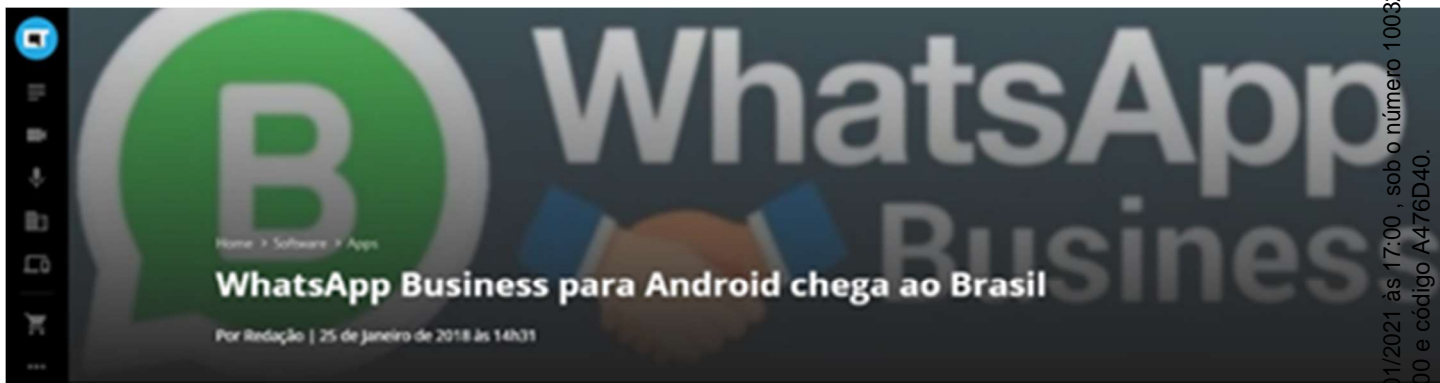 WhatsApp
Business
Home > Software > Apps
WhatsApp Business para Android chega ao Brasil
Por Redação | 25 de Janeiro de 2018 às 14h31
B
01/2021 às 17:00 , sob o número 1003
00 e código A476D40.